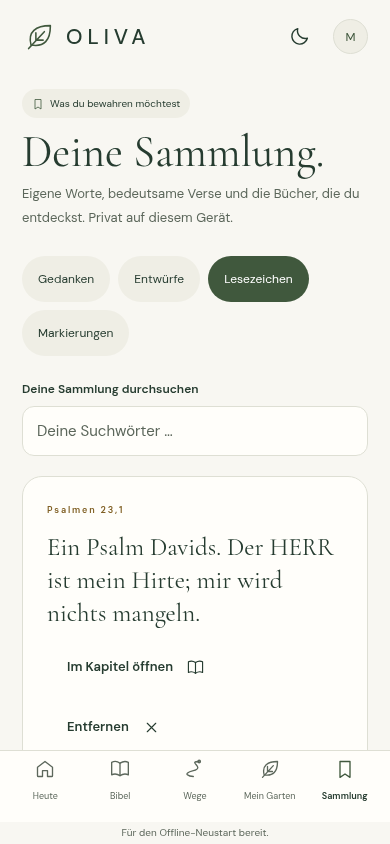 OLIVA
M
Was du bewahren möchtest
Deine Sammlung.
Eigene Worte, bedeutsame Verse und die Bücher, die du
entdeckst. Privat auf diesem Gerät.
Gedanken
Entwürfe
Lesezeichen
Markierungen
Deine Sammlung durchsuchen
Deine Suchwörter ...
Psalmen 23,1
Ein Psalm Davids. Der HERR
ist mein Hirte; mir wird
nichts mangeln.
Im Kapitel öffnen
Entfernen
Heute
Bibel
Wege
Mein Garten
Sammlung
Für den Offline-Neustart bereit.